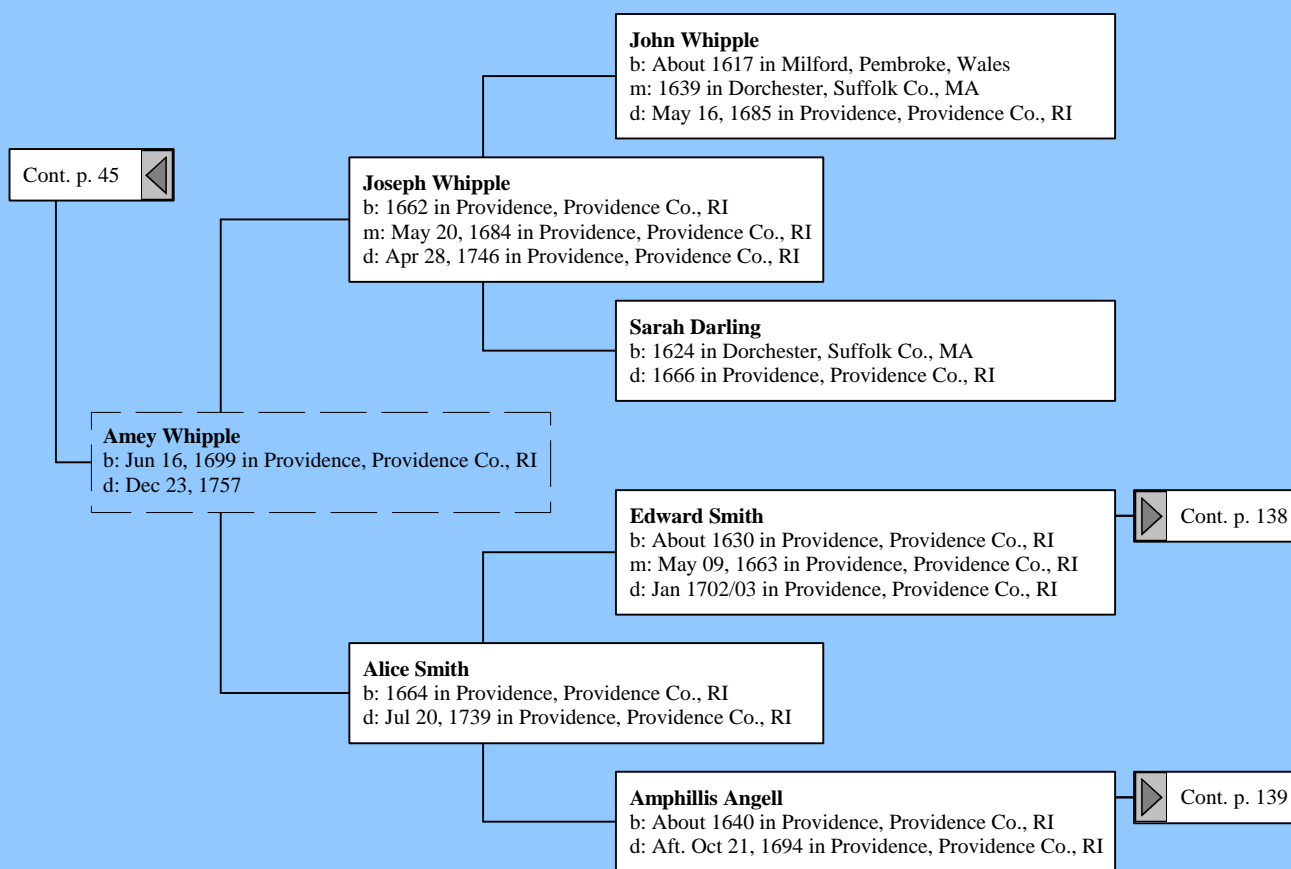 John Whipple
b: About 1617 in Milford, Pembroke, Wales
m: 1639 in Dorchester, Suffolk Co., MA
d: May 16, 1685 in Providence, Providence Co., RI
Cont. p. 45
Joseph Whipple
b: 1662 in Providence, Providence Co., RI
m: May 20, 1684 in Providence, Providence Co., RI
d: Apr 28, 1746 in Providence, Providence Co., RI
Sarah Darling
b: 1624 in Dorchester, Suffolk Co., MA
d: 1666 in Providence, Providence Co., RI
Amey Whipple
b: Jun 16, 1699 in Providence, Providence Co., RI
d: Dec 23, 1757
Edward Smith
b: About 1630 in Providence, Providence Co., RI
m: May 09, 1663 in Providence, Providence Co., RI
d: Jan 1702/03 in Providence, Providence Co., RI
Cont. p. 138
Alice Smith
b: 1664 in Providence, Providence Co., RI
d: Jul 20, 1739 in Providence, Providence Co., RI
Amphillis Angell
b: About 1640 in Providence, Providence Co., RI
d: Aft. Oct 21, 1694 in Providence, Providence Co., RI
Cont. p. 139